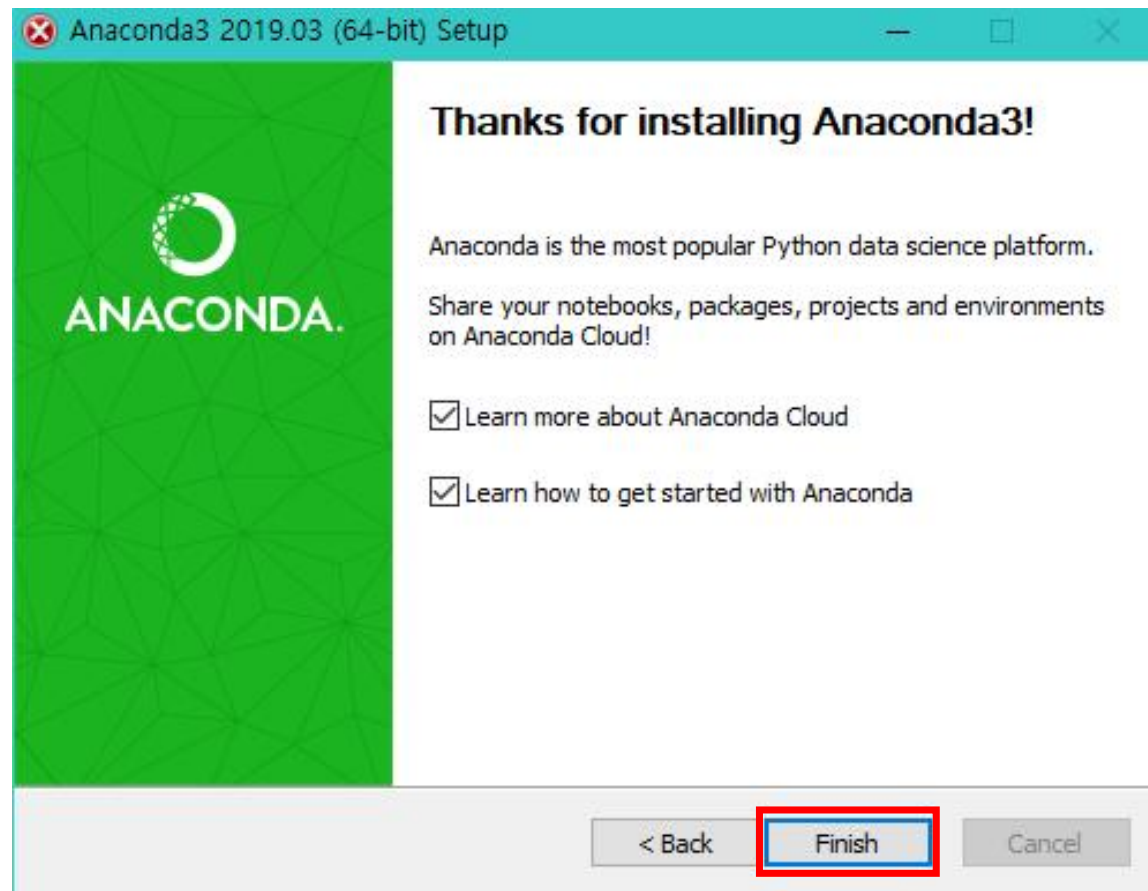 Anaconda3 2019.03 (64-bit) Setup
Thanks for installing Anaconda3!
Anaconda is the most popular Python data science platform.
Share your notebooks, packages, projects and environments
on Anaconda Cloud!
ANACONDA.
Learn more about Anaconda Cloud
Learn how to get started with Anaconda
< Back Finish Cancel